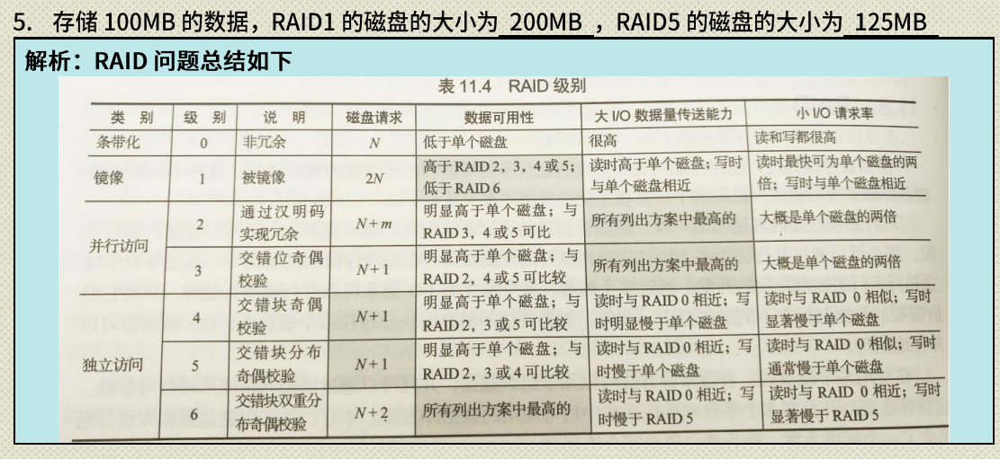 5. 存储 100MB 的数据，RAID1 的磁盘的大小为 200MB ，RAID5 的磁盘的大小为 125MB
解析：RAID 问题总结如下
表 11.4 RAID 级别
类 别 级 别 说 明 磁盘请求 数据可用性 大 I/O 数据量传送能力 小 I/O 请求率
条带化 0 非冗余 N 低于单个磁盘 很高 读和写都很高
镜像 1 被镜像 2N 高于 RAID 2，3，4 或 5；低于 RAID 6 读时高于单个磁盘；写时与单个磁盘相近 读时最快可为单个磁盘的两倍；写时与单个磁盘相近
并行访问 2 通过汉明码实现冗余 N + m 明显高于单个磁盘；与 RAID 3，4 或 5 可比 所有列出方案中最高的 大概是单个磁盘的两倍
3 交错位奇偶校验 N + 1 明显高于单个磁盘；与 RAID 2，4 或 5 可比较 所有列出方案中最高的 大概是单个磁盘的两倍
独立访问 4 交错块奇偶校验 N + 1 明显高于单个磁盘；与 RAID 2，3 或 5 可比较 读时与 RAID 0 相近；写时明显慢于单个磁盘 读时与 RAID 0 相似；写时显著慢于单个磁盘
5 交错块分布奇偶校验 N + 1 明显高于单个磁盘；与 RAID 2，3 或 4 可比较 读时与 RAID 0 相近；写时慢于单个磁盘 读时与 RAID 0 相似；写时通常慢于单个磁盘
6 交错块双重分布奇偶校验 N + 2 所有列出方案中最高的 读时与 RAID 0 相近；写时慢于 RAID 5 读时与 RAID 0 相似；写时显著慢于 RAID 5